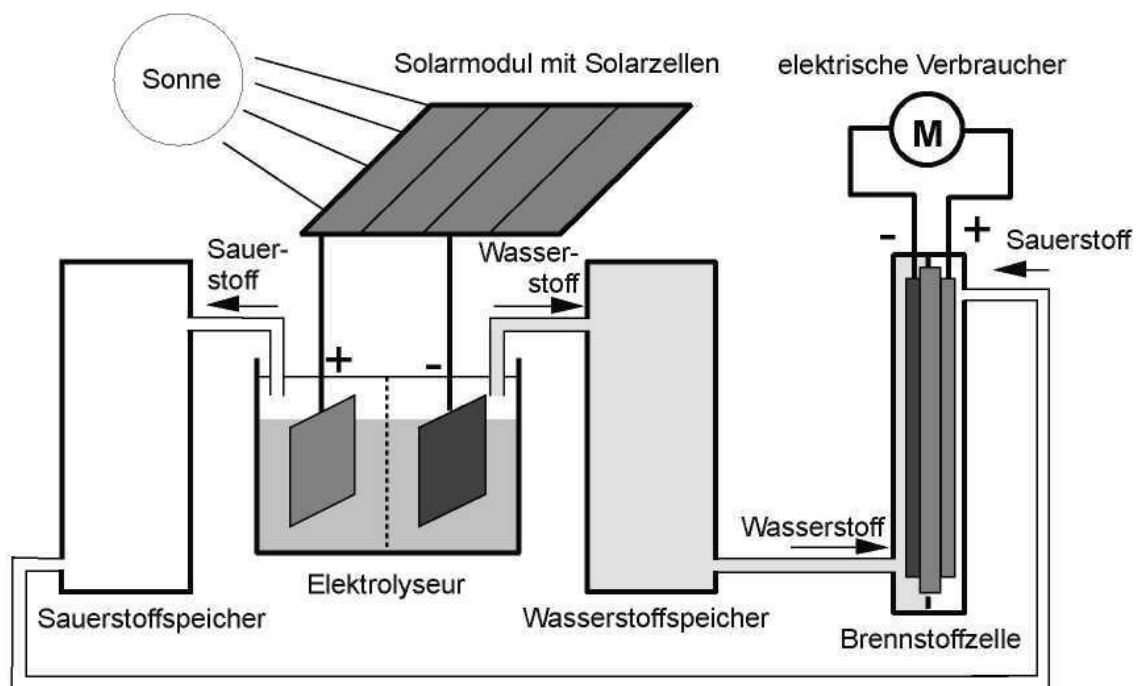 Sonne
Solarmodul mit Solarzellen
elektrische Verbraucher
M
- +
Sauer-
stoff
Wasser-
stoff
Sauerstoff
+ -
Wasserstoff
Elektrolyseur
Sauerstoffspeicher
Wasserstoffspeicher
Brennstoffzelle